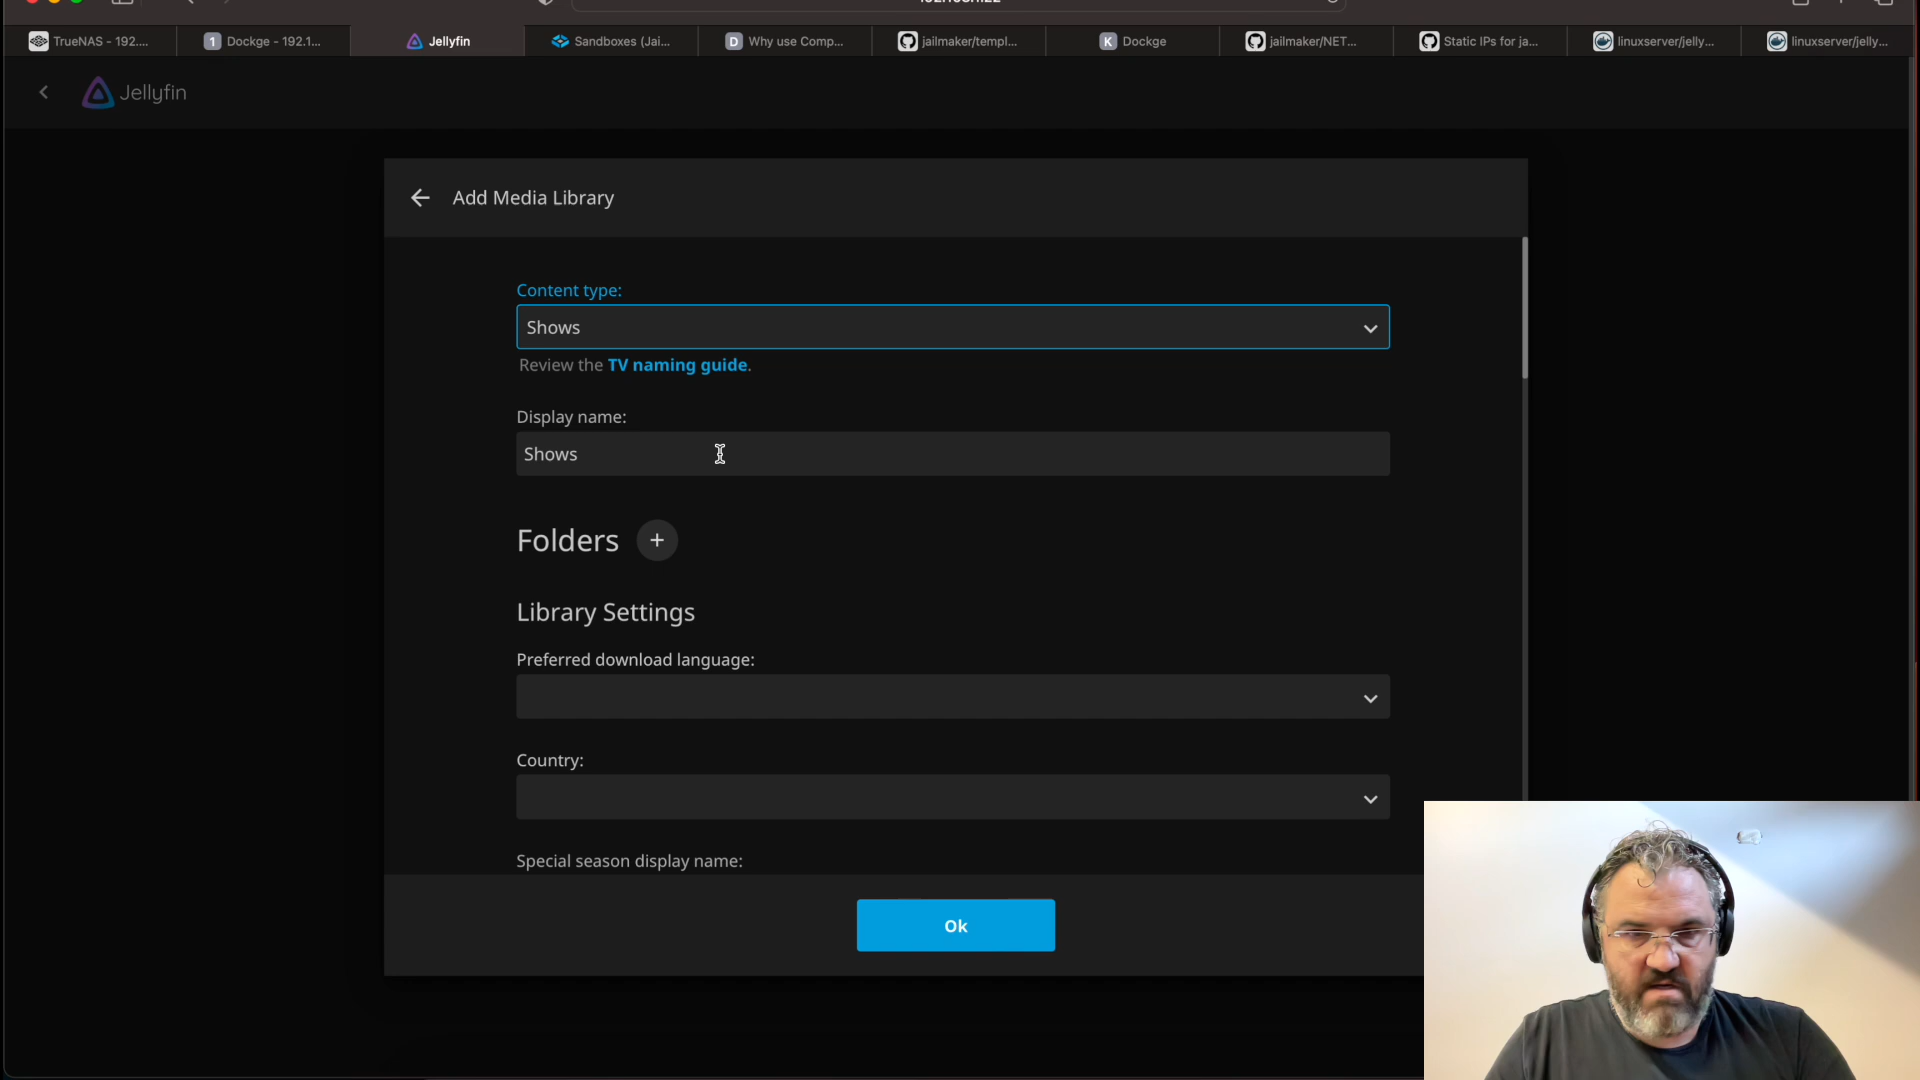 TrueNAS - 192....
1 Dockge - 192.1...
Jellyfin
Sandboxes (Jai...
D Why use Comp...
jailmaker/templ...
K Dockge
jailmaker/NET...
Static IPs for ja...
linuxserver/jelly...
linuxserver/jelly...
Jellyfin
Add Media Library
Content type:
Shows
Review the TV naming guide.
Display name:
Shows
Folders +
Library Settings
Preferred download language:
Country:
Special season display name:
Ok